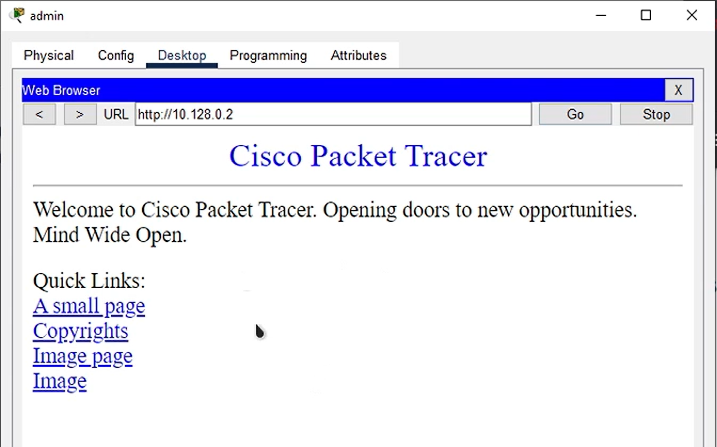 admin
Physical Config Desktop Programming Attributes
Web Browser X
< > URL http://10.128.0.2 Go Stop
Cisco Packet Tracer
Welcome to Cisco Packet Tracer. Opening doors to new opportunities.
Mind Wide Open.
Quick Links:
A small page
Copyrights
Image page
Image